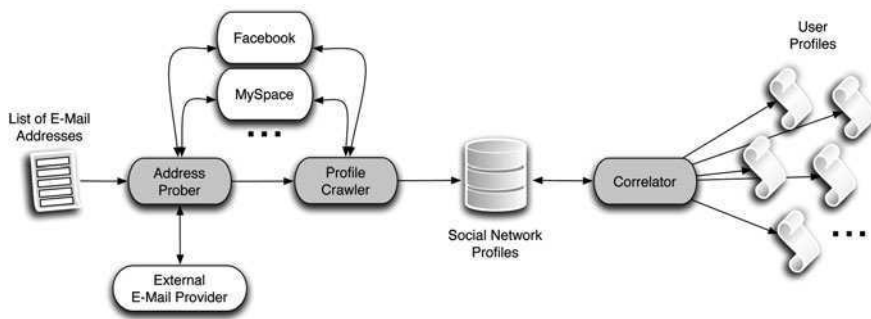 Facebook
MySpace
List of E-Mail
Addresses
Address
Prober
Profile
Crawler
External
E-Mail Provider
Social Network
Profiles
Correlator
User
Profiles